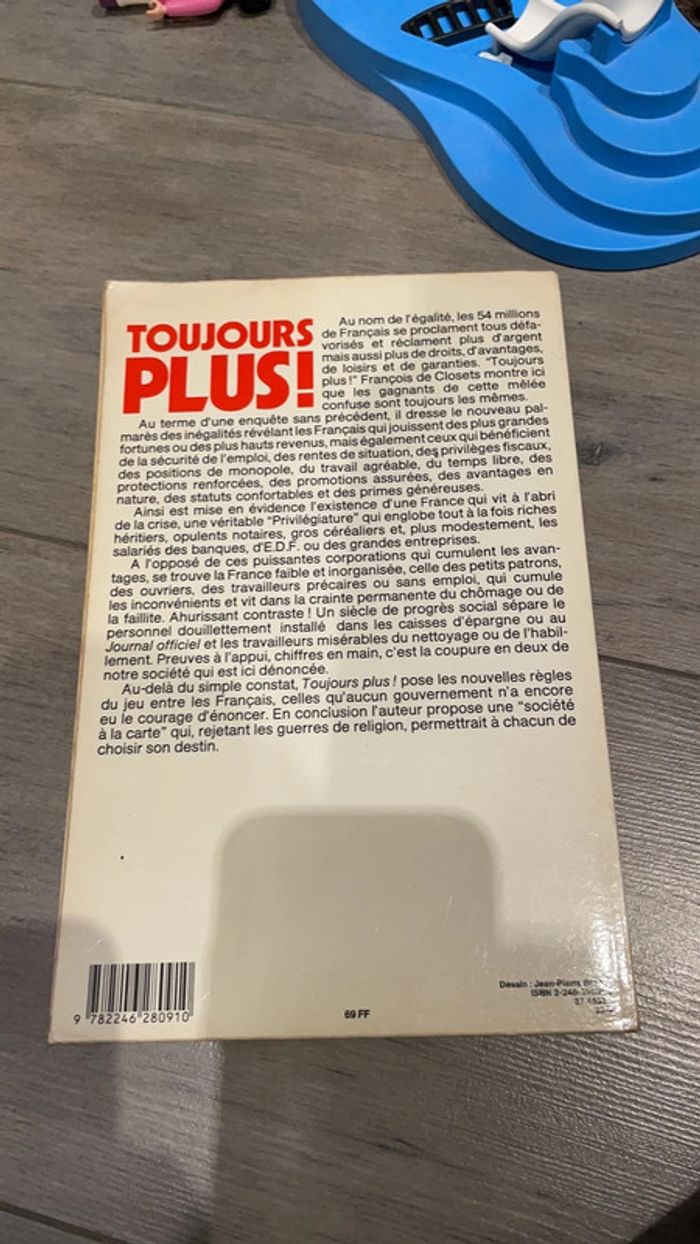 TOUJOURS
PLUS!
Au nom de l'égalité, les 54 millions
de Français se proclament tous défa-
vorisés et réclament plus d'argent
mais aussi plus de droits, d'avantages,
de loisirs et de garanties. "Toujours
plus!" François de Closets montre ici
que les gagnants de cette mêlée
confuse sont toujours les mêmes.
Au terme d'une enquête sans précédent, il dresse le nouveau pal-
marès des inégalités révélant les Français qui jouissent des plus grandes
fortunes ou des plus hauts revenus, mais également ceux qui bénéficient
de la sécurité de l'emploi, des rentes de situation, des privilèges fiscaux,
des positions de monopole, du travail agréable, du temps libre, des
protections renforcées, des promotions assurées, des avantages en
nature, des statuts confortables et des primes généreuses.
Ainsi est mise en évidence l'existence d'une France qui vit à l'abri
de la crise, une véritable "Privilégiature" qui englobe tout à la fois riches
héritiers, opulents notaires, gros céréaliers et, plus modestement, les
salariés des banques, d'E.D.F. ou des grandes entreprises.
A l'opposé de ces puissantes corporations qui cumulent les avan-
tages, se trouve la France faible et inorganisée, celle des petits patrons,
des ouvriers, des travailleurs précaires ou sans emploi, qui cumule
les inconvénients et vit dans la crainte permanente du chômage ou de
la faillite. Ahurissant contraste ! Un siècle de progrès social sépare le
personnel douillettement installé dans les caisses d'épargne ou au
Journal officiel et les travailleurs misérables du nettoyage ou de l'habil-
lement. Preuves à l'appui, chiffres en main, c'est la coupure en deux de
notre société qui est ici dénoncée.
Au-delà du simple constat, Toujours plus ! pose les nouvelles règles
du jeu entre les Français, celles qu'aucun gouvernement n'a encore
eu le courage d'énoncer. En conclusion l'auteur propose une "société
à la carte" qui, rejetant les guerres de religion, permettrait à chacun de
choisir son destin.
9 782246 280910
69 FF
Dessin : Jean-Pierre
ISBN 2-246-